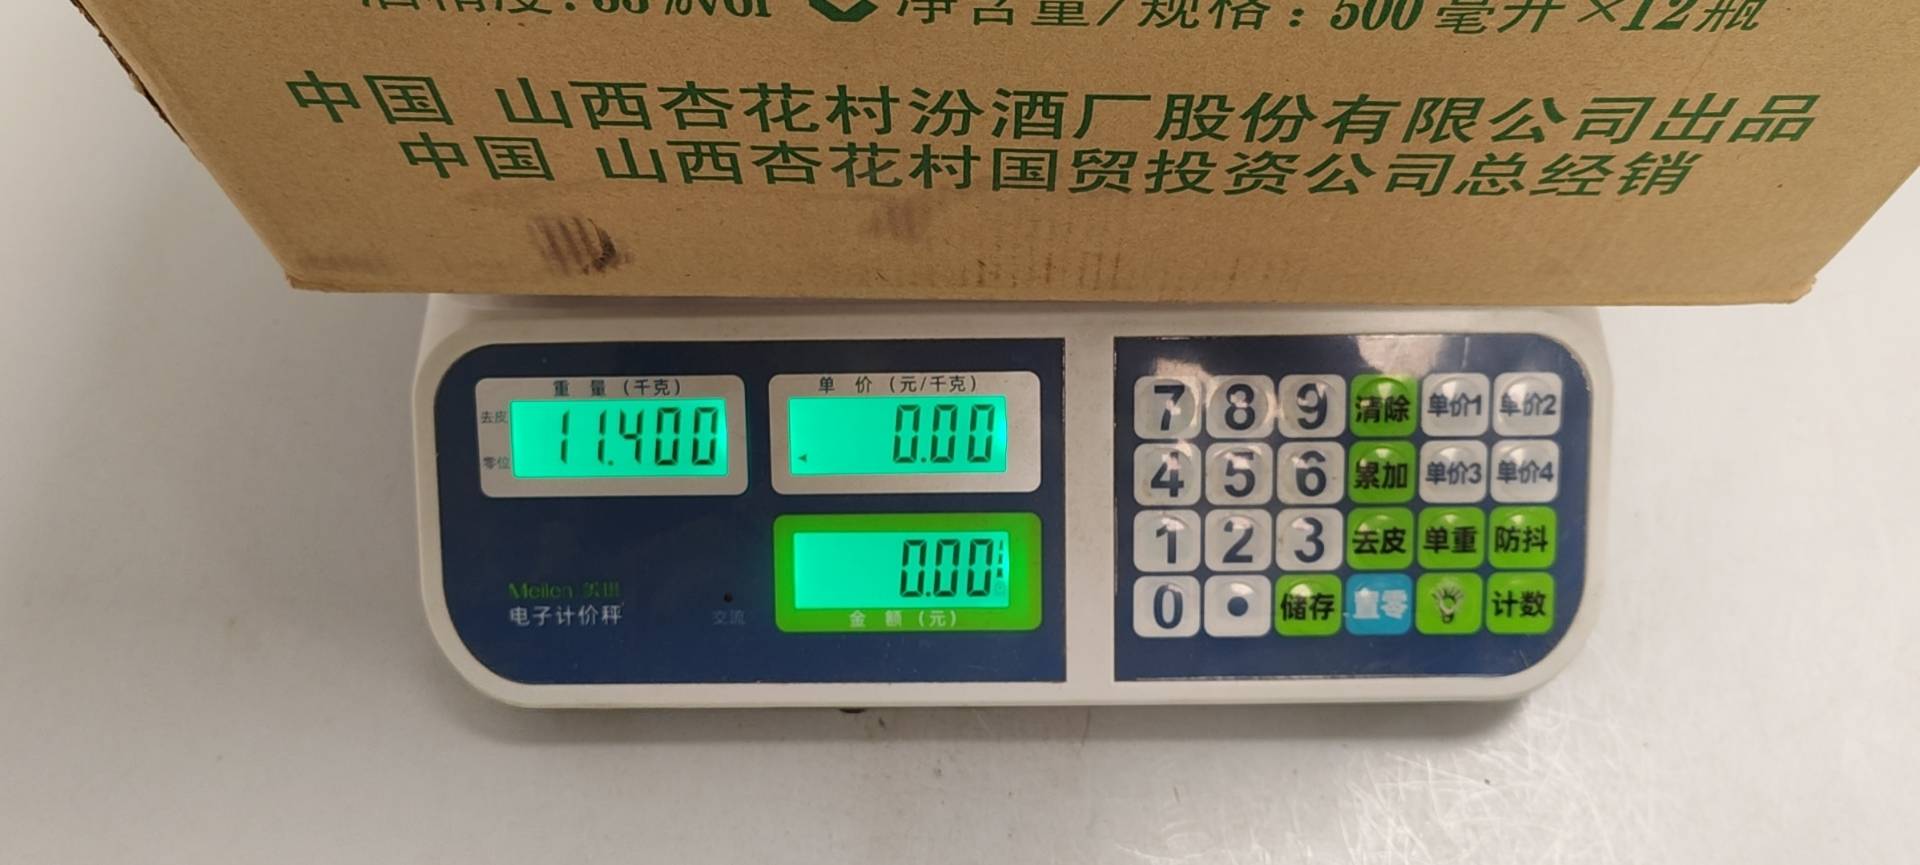 净含量/规格：500毫升×12瓶
中国 山西杏花村汾酒厂股份有限公司出品
中国 山西杏花村国贸投资公司总经销
重 量（千克） 单 价（元/千克）
去皮
零位
11.400 0.00
0.00
金 额（元）
Meilen
电子计价秤 交流
7 8 9 清除 单价1 单价2
4 5 6 累加 单价3 单价4
1 2 3 去皮 单重 防抖
0 • 储存 置零 计数